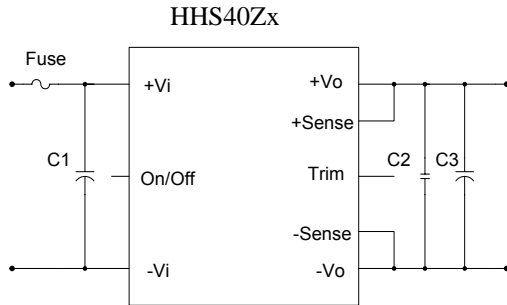 HHS40Zx
Fuse
+Vi
+Vo
+Sense
C1
C2
C3
On/Off
Trim
-Sense
-Vi
-Vo